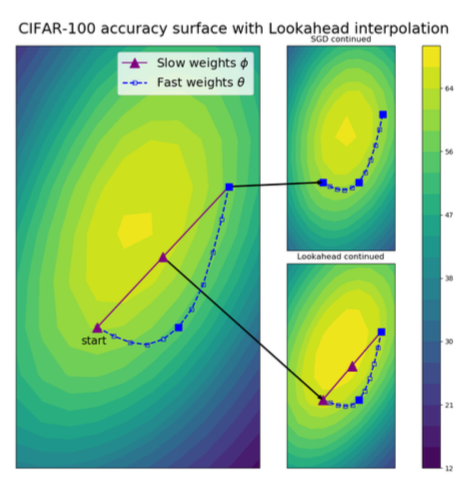 CIFAR-100 accuracy surface with Lookahead interpolation
Slow weights ϕ
Fast weights θ
start
SGD continued
Lookahead continued
64
56
47
38
30
21
12